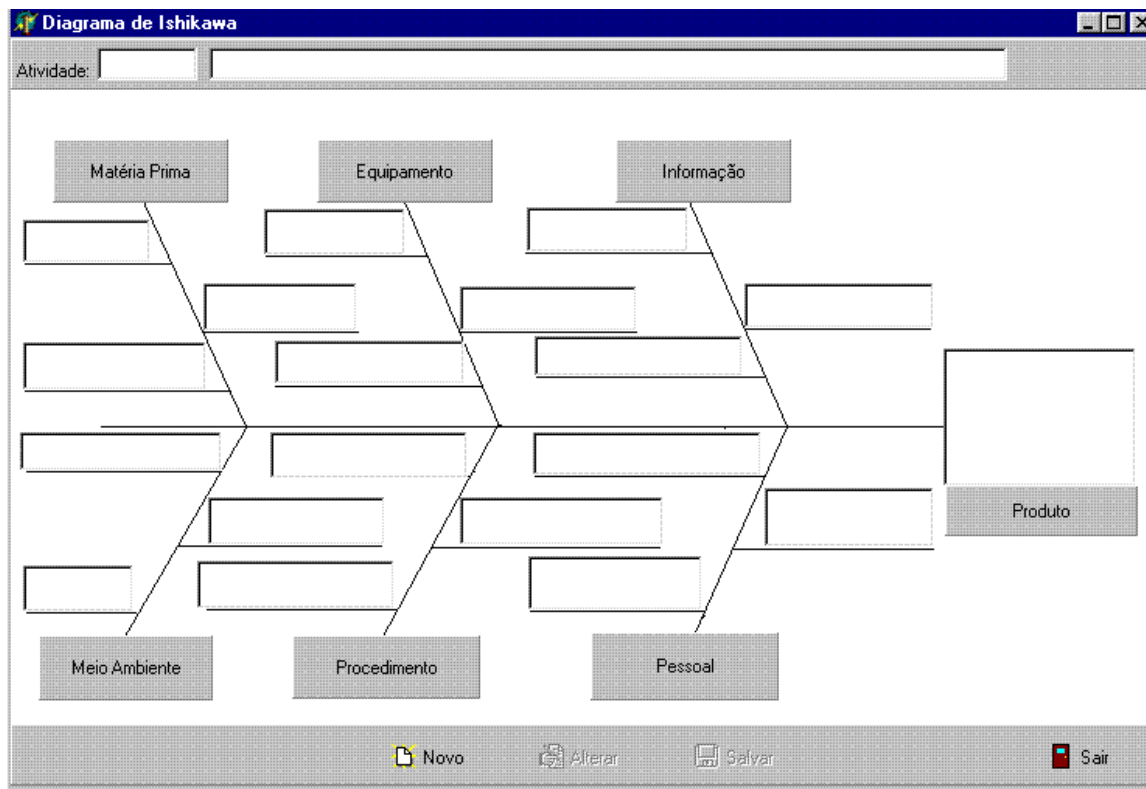 Diagrama de Ishikawa
Atividade:
Matéria Prima
Equipamento
Informação
Produto
Meio Ambiente
Procedimento
Pessoal
Novo
Alterar
Salvar
Sair